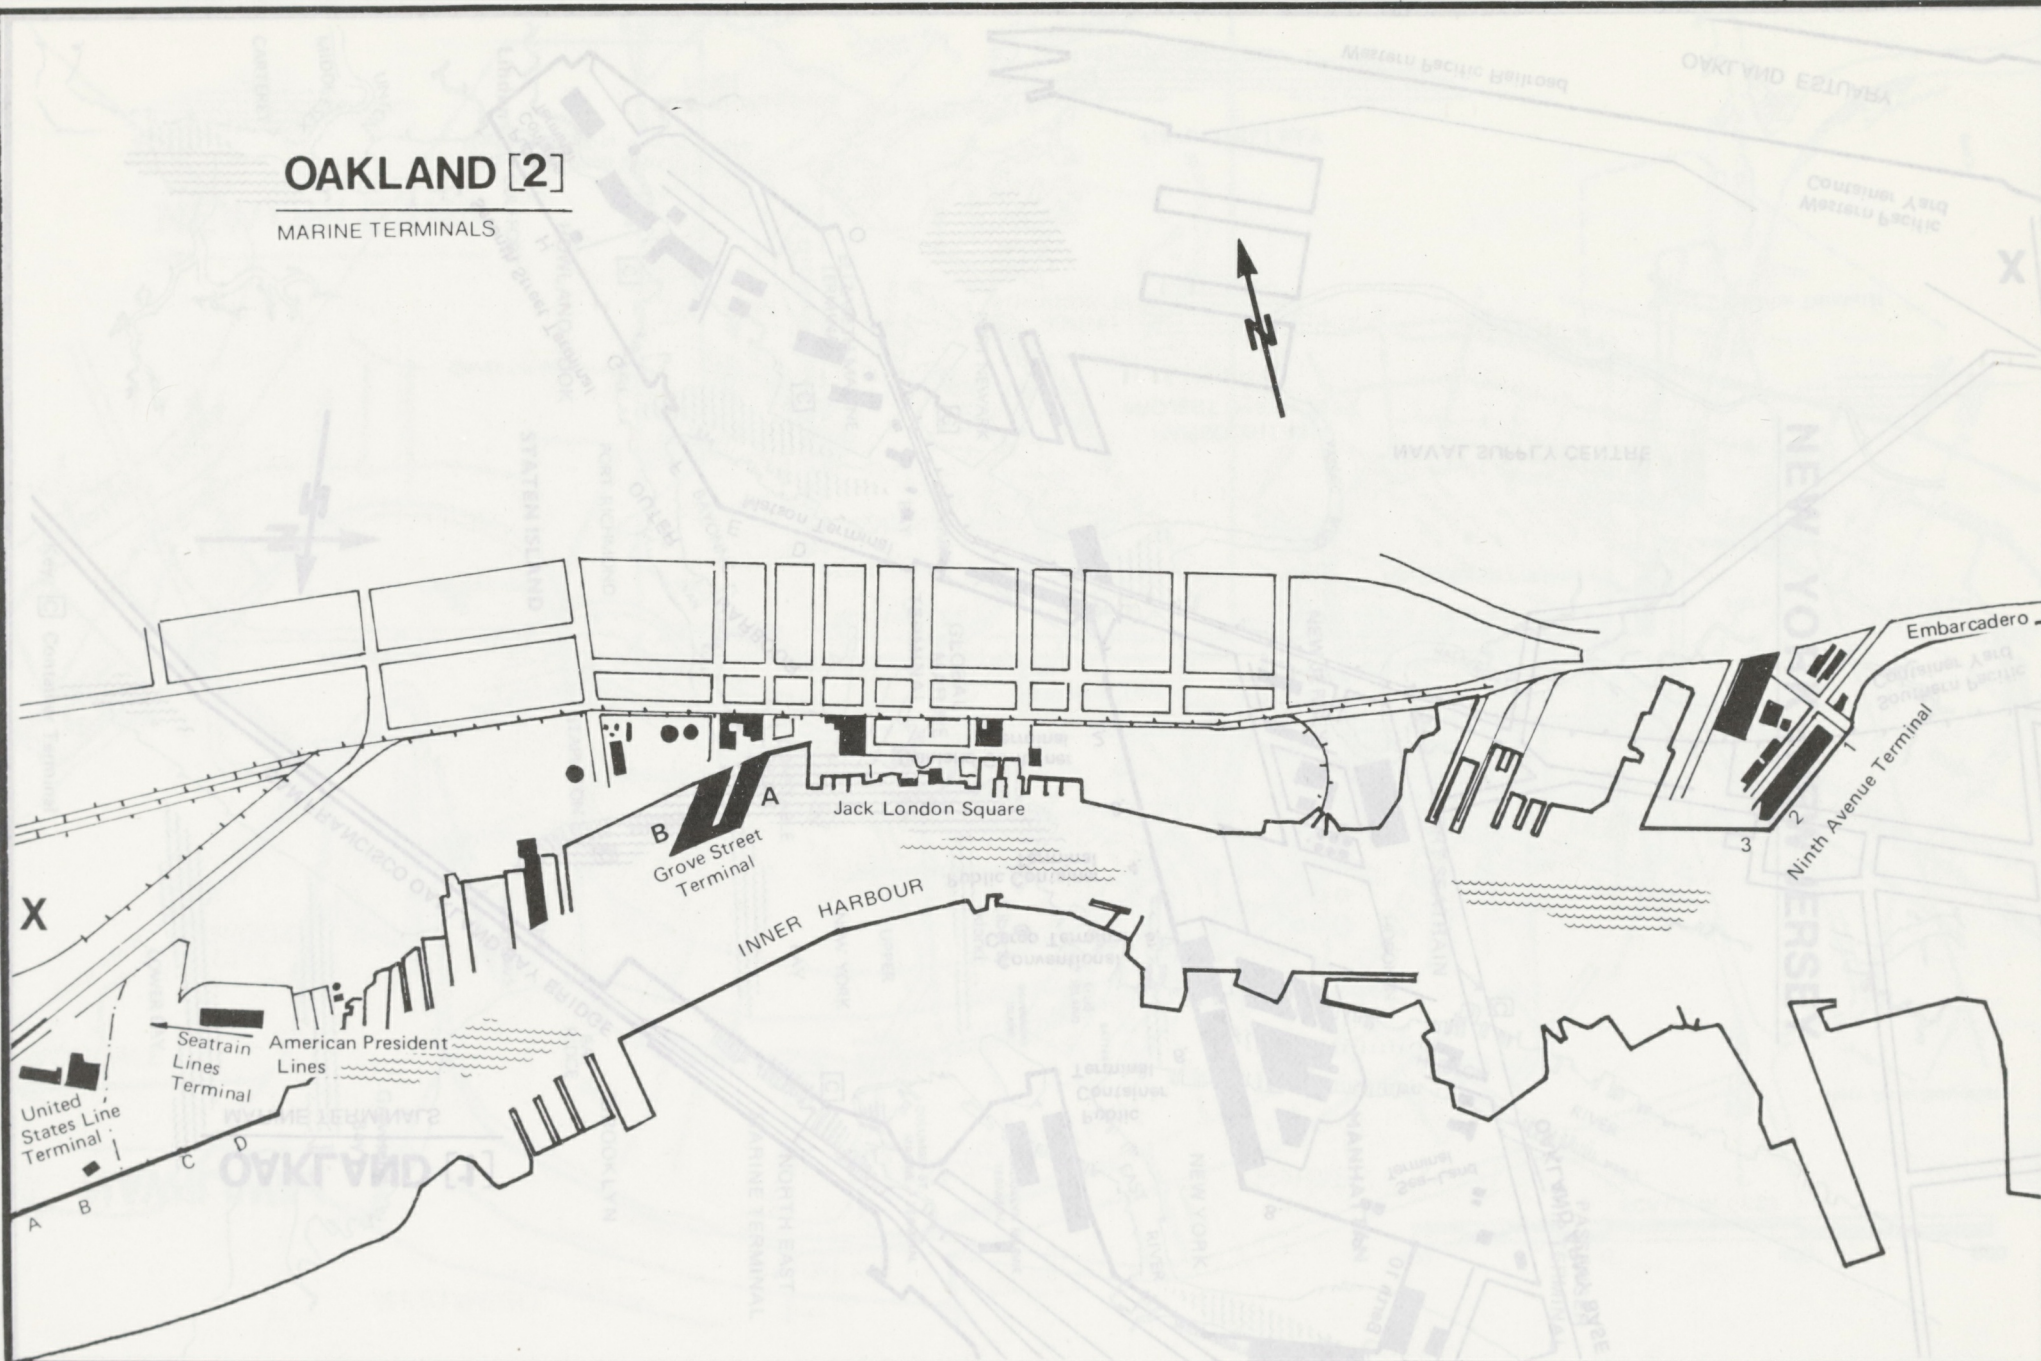 OAKLAND [2]
MARINE TERMINALS
N
Embarcadero
1
2
3
Ninth Avenue Terminal
A
B
Jack London Square
Grove Street
Terminal
INNER HARBOUR
X
American President
Lines
Seatrain
Lines
Terminal
United
States Line
Terminal
A
B
C
D